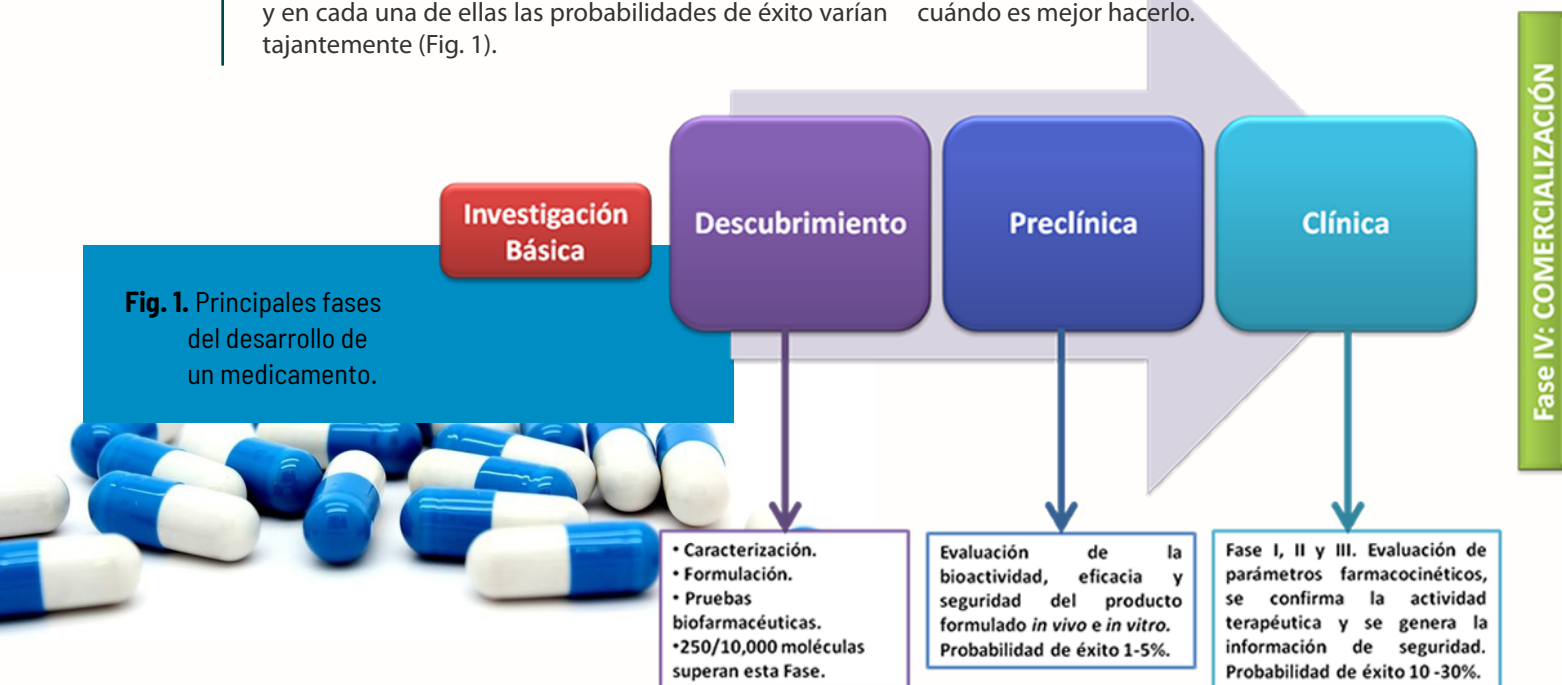 y en cada una de ellas las probabilidades de éxito varían
tajantemente (Fig. 1).
cuándo es mejor hacerlo.
Investigación
Básica
Descubrimiento
Preclínica
Clínica
Fase IV: COMERCIALIZACIÓN
Fig. 1. Principales fases
del desarrollo de
un medicamento.
• Caracterización.
• Formulación.
• Pruebas
biofarmacéuticas.
•250/10,000 moléculas
superan esta Fase.
Evaluación de la
bioactividad, eficacia y
seguridad del producto
formulado in vivo e in vitro.
Probabilidad de éxito 1-5%.
Fase I, II y III. Evaluación de
parámetros farmacocinéticos,
se confirma la actividad
terapéutica y se genera la
información de seguridad.
Probabilidad de éxito 10 -30%.